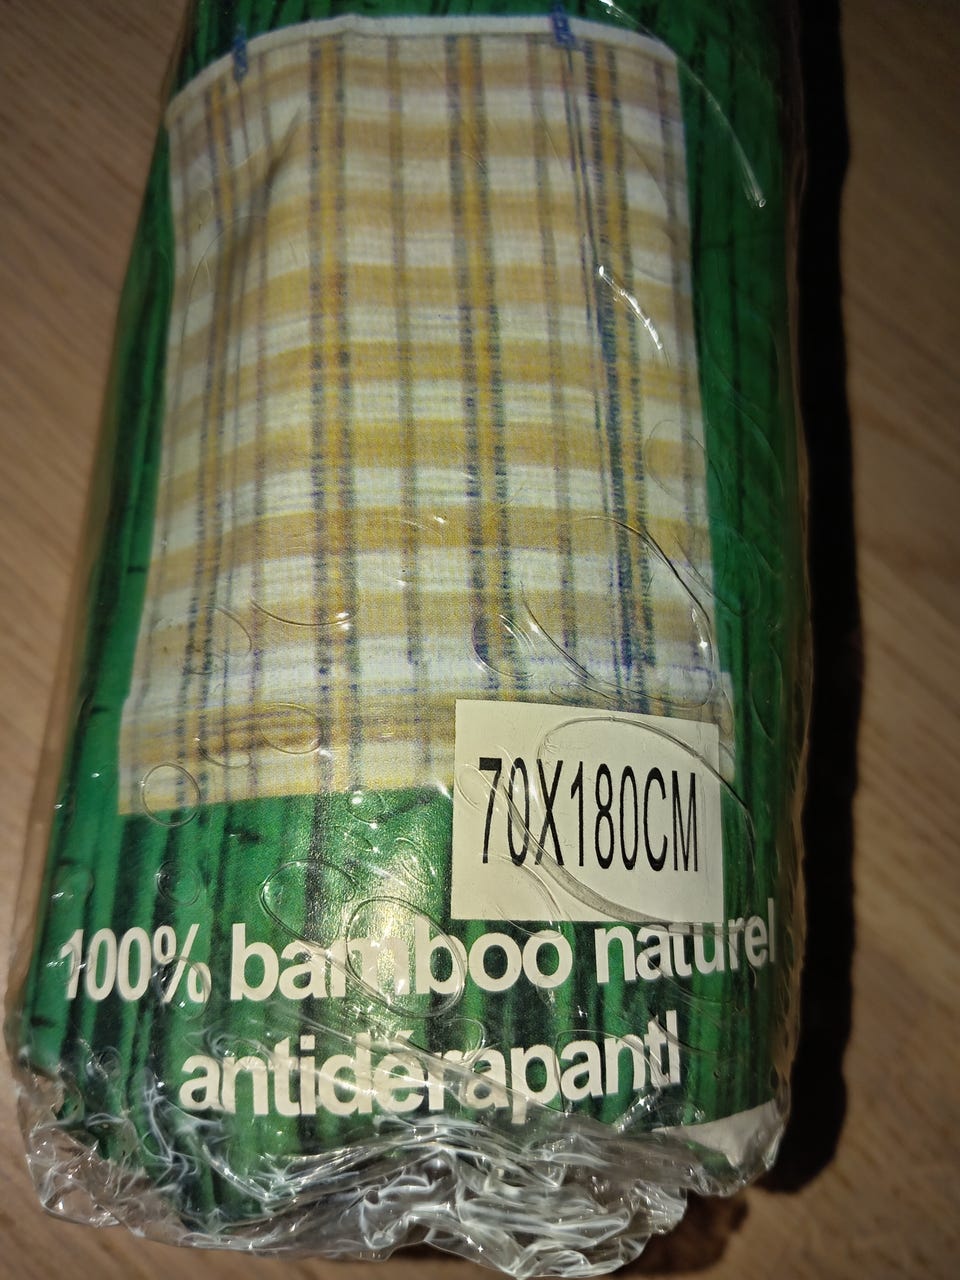 70X180CM
100% bamboo naturel
antidérapantl